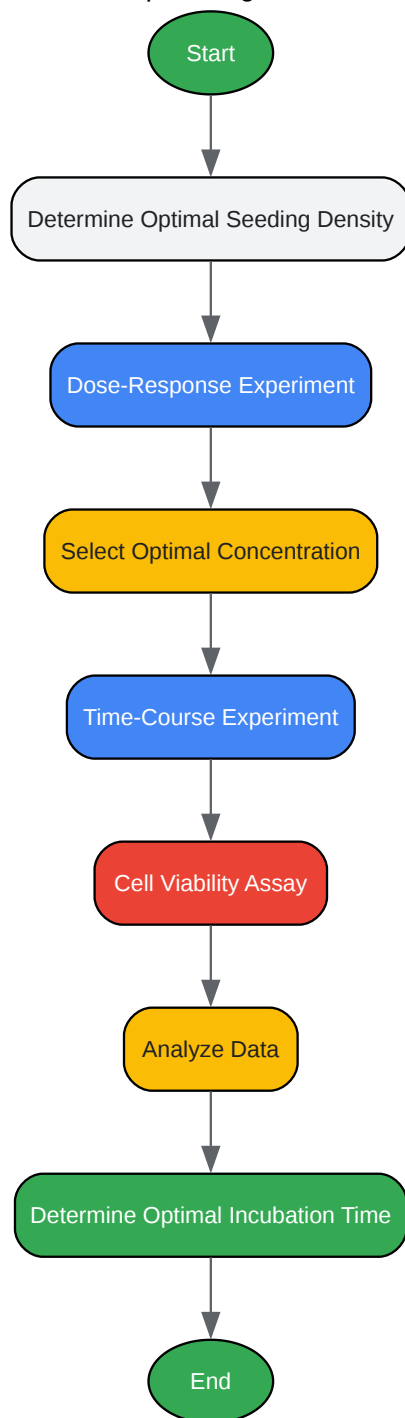 Start
Determine Optimal Seeding Density
Dose-Response Experiment
Select Optimal Concentration
Time-Course Experiment
Cell Viability Assay
Analyze Data
Determine Optimal Incubation Time
End